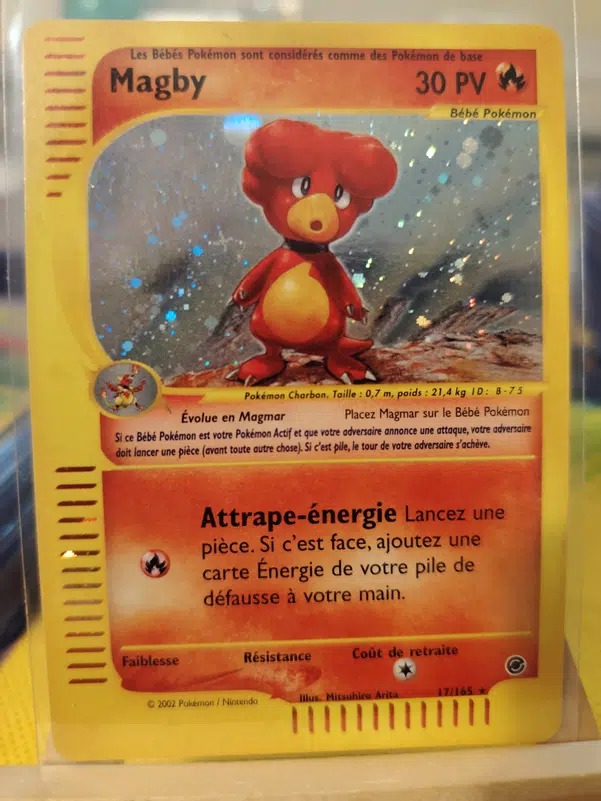 Les Bébés Pokémon sont considérés comme des Pokémon de base
Magby 30 PV
Bébé Pokémon
Pokémon Charbon. Taille : 0,7 m, poids : 21,4 kg ID: B-75
Évolue en Magmar Placez Magmar sur le Bébé Pokémon
Si ce Bébé Pokémon est votre Pokémon Actif et que votre adversaire annonce une attaque, votre adversaire
doit lancer une pièce (avant toute autre chose). Si c'est pile, le tour de votre adversaire s'achève.
Attrape-énergie Lancez une
pièce. Si c'est face, ajoutez une
carte Énergie de votre pile de
défausse à votre main.
Faiblesse Résistance Coût de retraite
© 2002 Pokémon / Nintendo Illus. Mitsuhiro Arita 17/165 ★